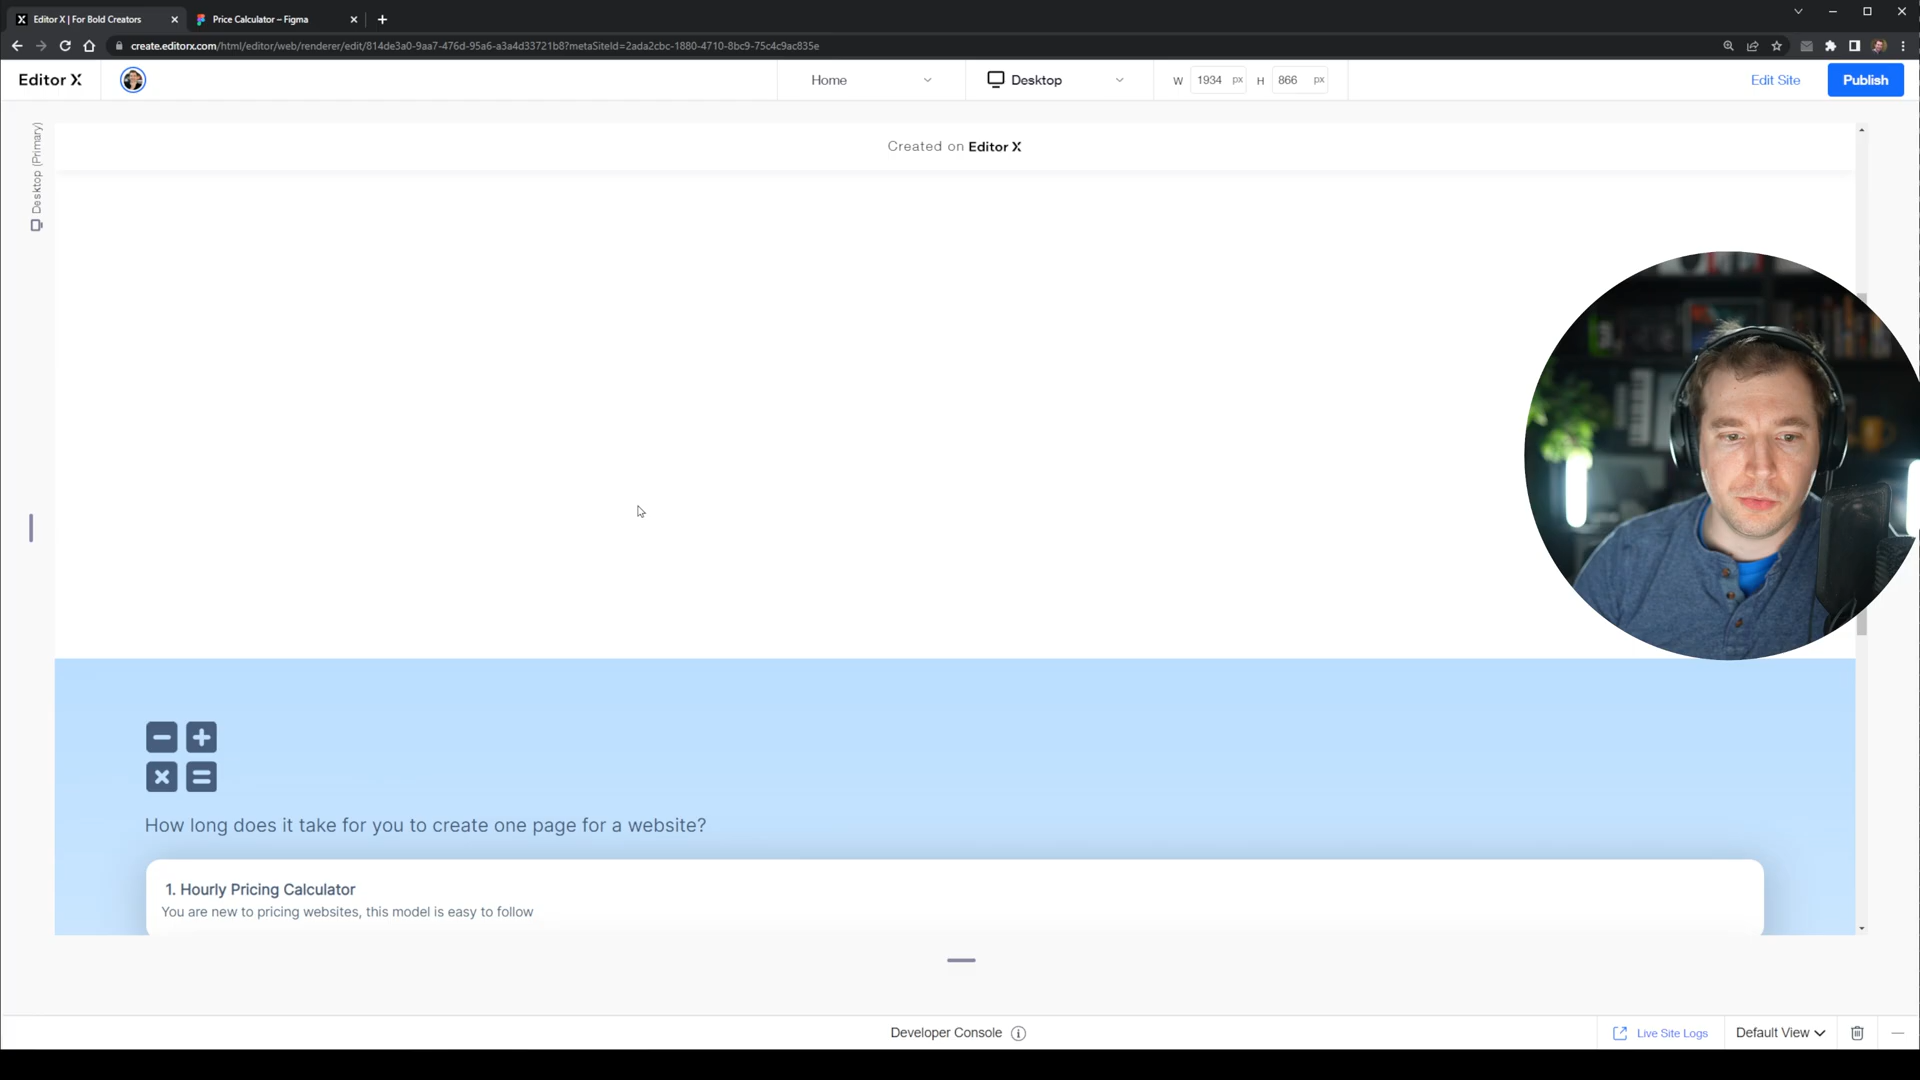 Editor X | For Bold Creators
Price Calculator – Figma
create.editorx.com/html/editor/web/renderer/edit/814de3a0-9aa7-476d-95a6-a3a4d33721b8?metaSiteId=2ada2cbc-1880-4710-8bc9-75c4c9ac835e
Editor X
Home
Desktop
W 1934 px H 866 px
Edit Site
Publish
Desktop (Primary)
Created on Editor X
How long does it take for you to create one page for a website?
1. Hourly Pricing Calculator
You are new to pricing websites, this model is easy to follow
Developer Console
Live Site Logs
Default View